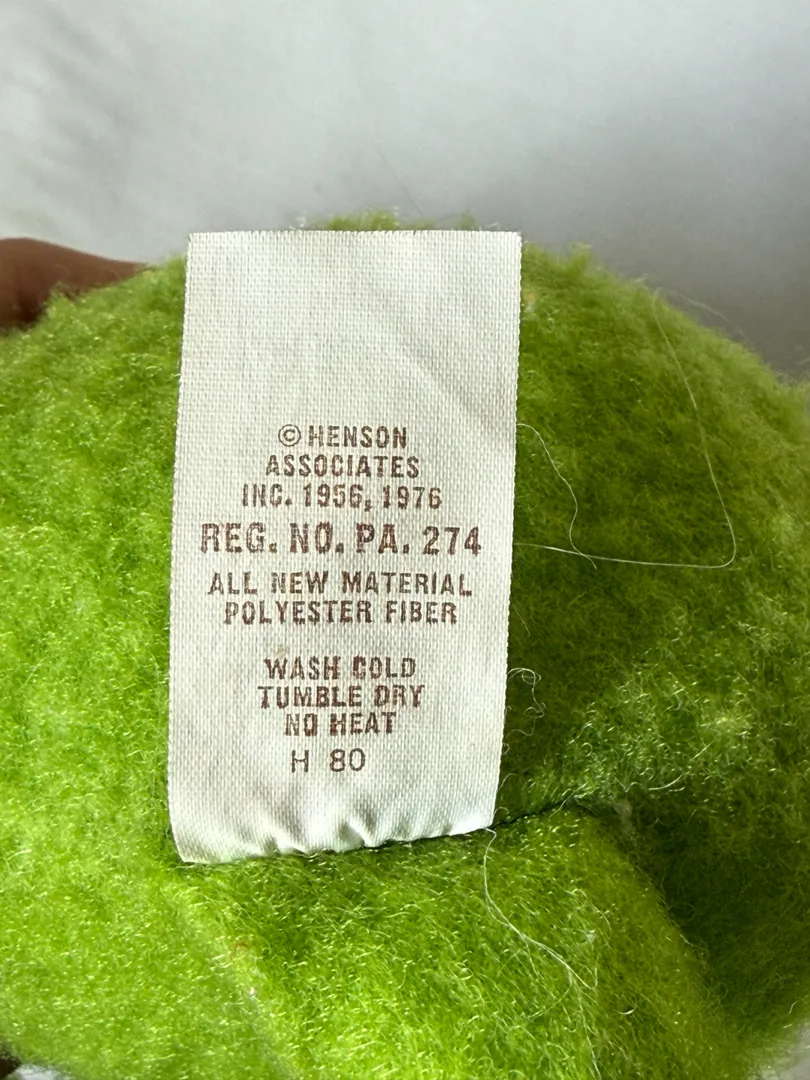 © HENSON
ASSOCIATES
INC. 1956, 1976
REG. NO. PA. 274
ALL NEW MATERIAL
POLYESTER FIBER
WASH COLD
TUMBLE DRY
NO HEAT
H 80